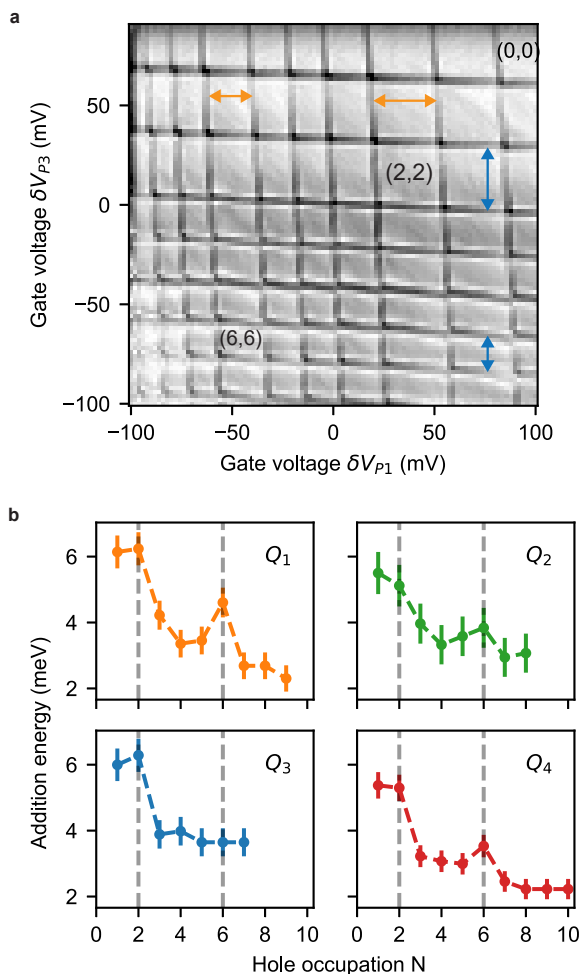 a
(0,0)
(2,2)
(6,6)
50
0
−50
−100
Gate voltage δV_P3 (mV)
−100
−50
0
50
100
Gate voltage δV_P1 (mV)
b
Q_1
Q_2
6
4
2
Q_3
Q_4
6
4
2
Addition energy (meV)
0 2 4 6 8 10 0 2 4 6 8 10
Hole occupation N